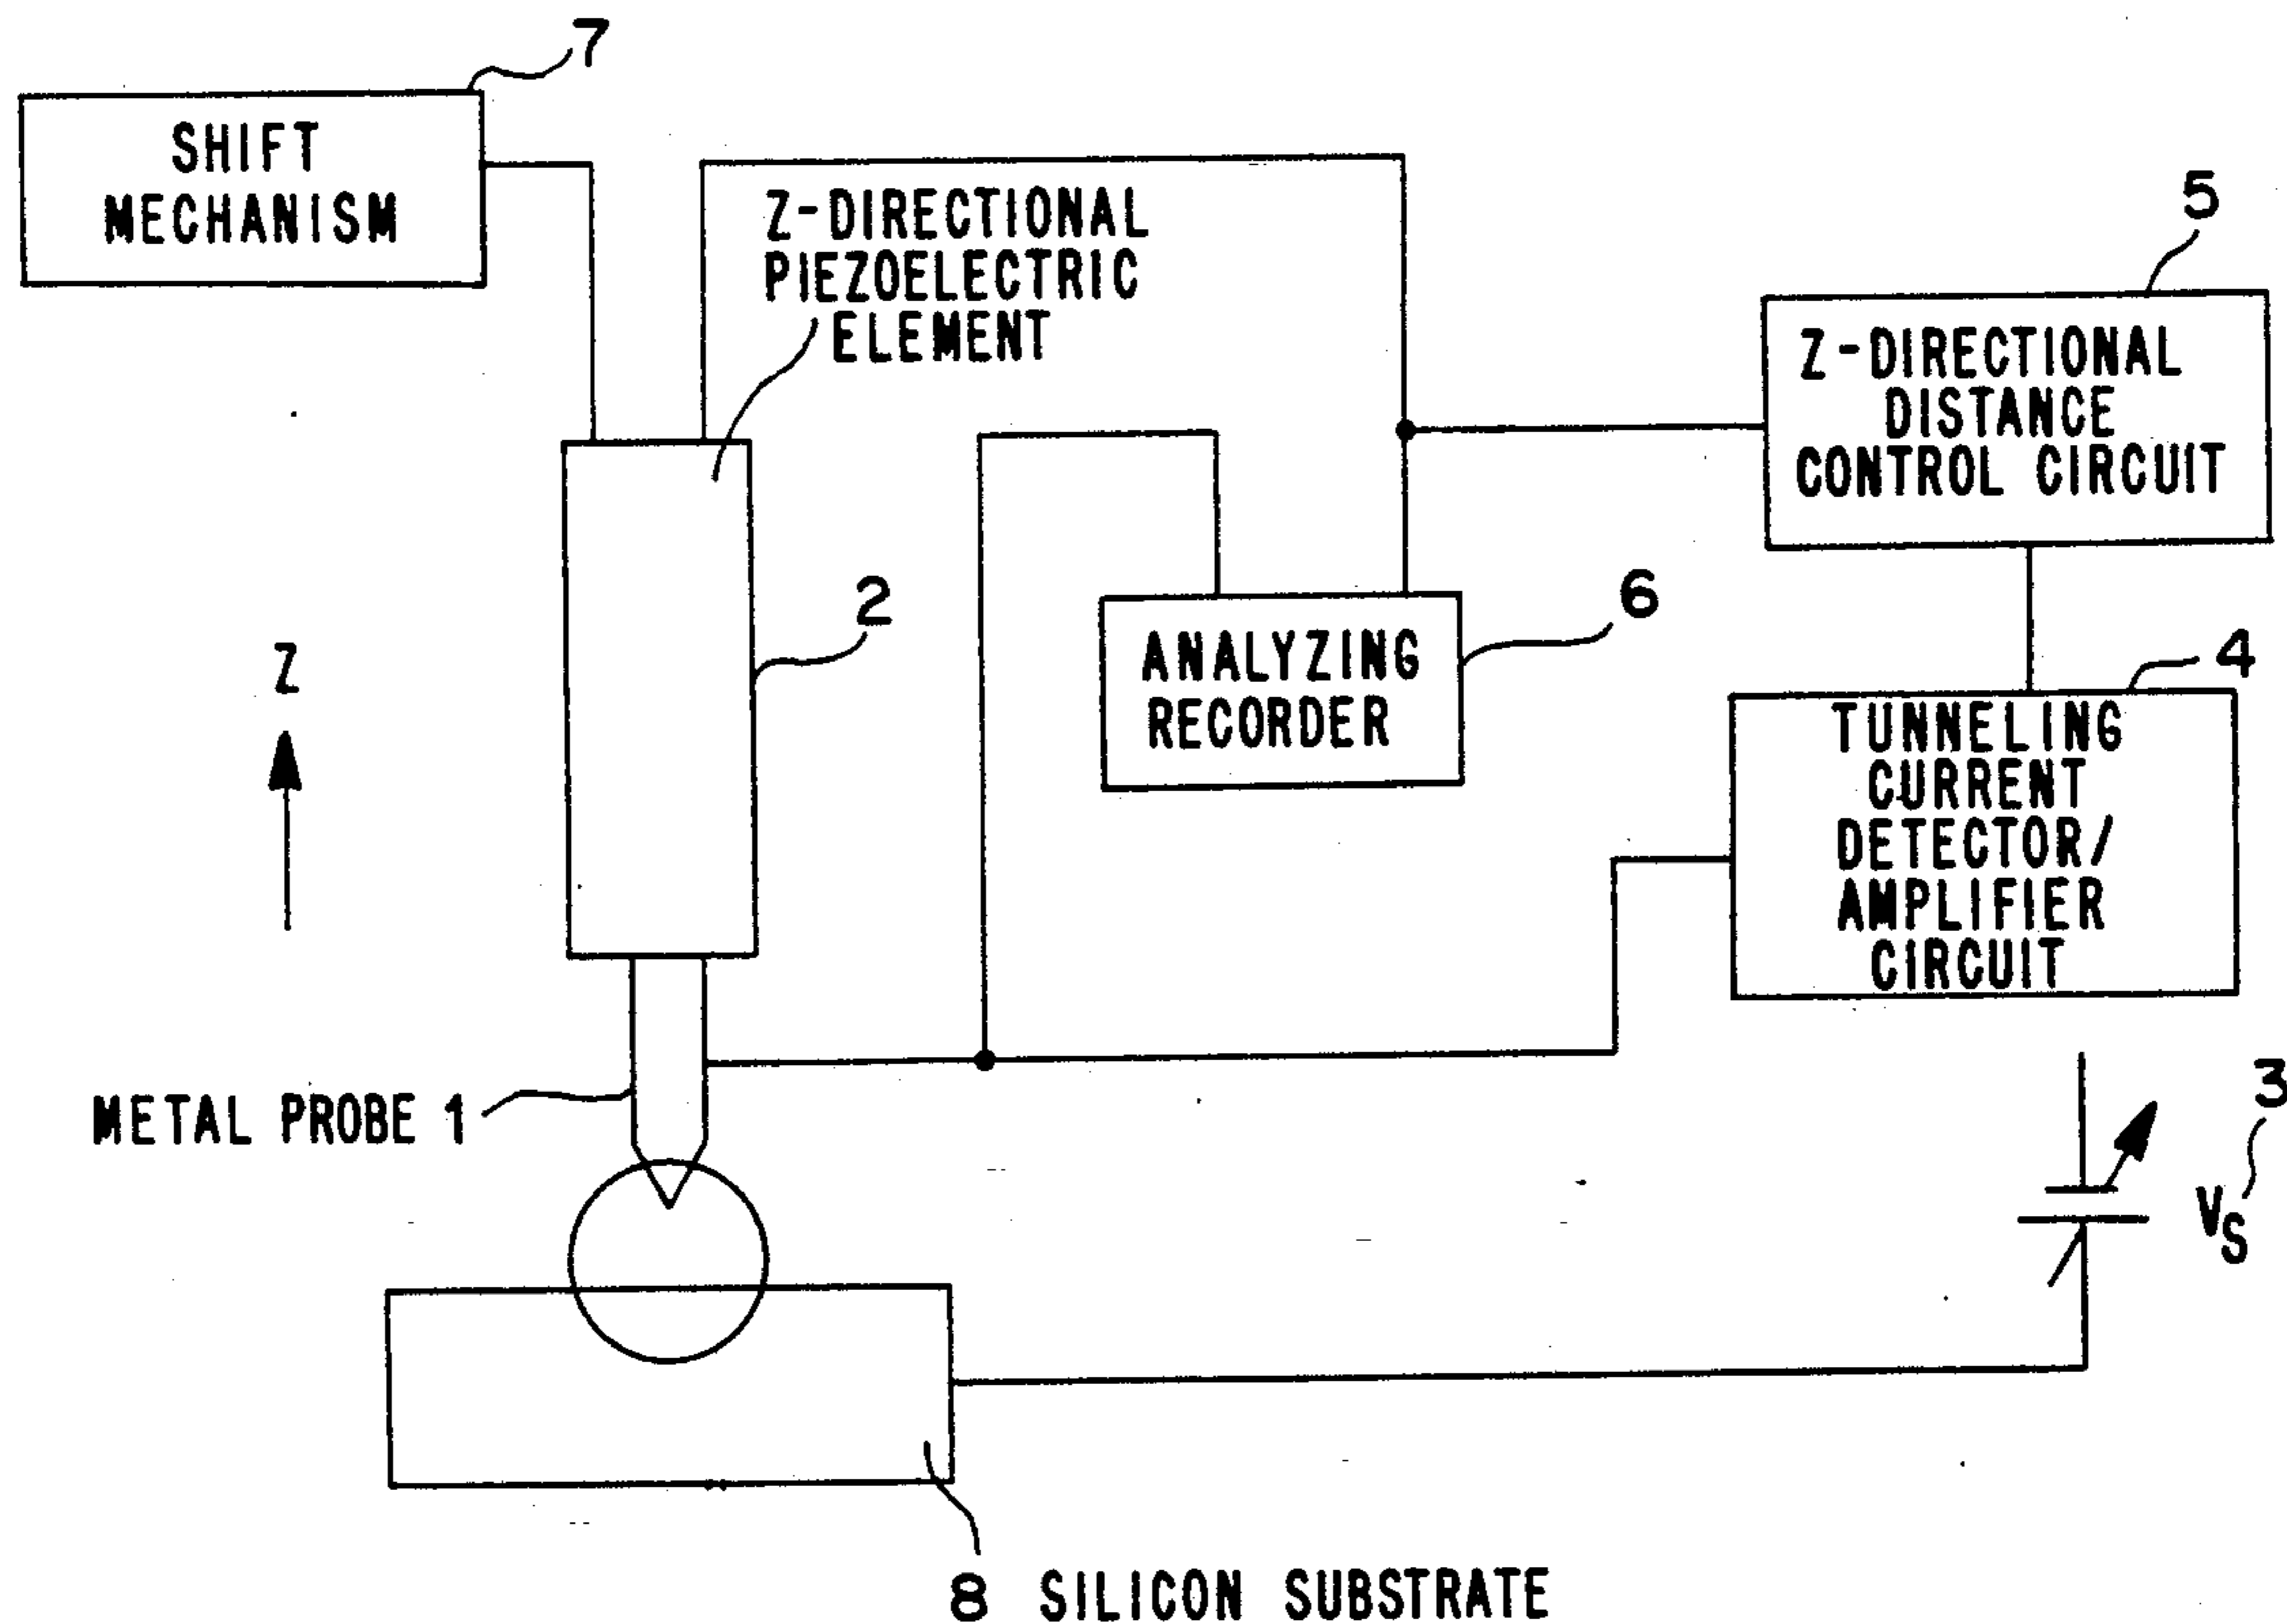 7
SHIFT
MECHANISM
Z-DIRECTIONAL
PIEZOELECTRIC
ELEMENT
5
Z-DIRECTIONAL
DISTANCE
CONTROL CIRCUIT
2
6
Z
ANALYZING
RECORDER
4
TUNNELING
CURRENT
DETECTOR/
AMPLIFIER
CIRCUIT
METAL PROBE 1
3
VS
8 SILICON SUBSTRATE